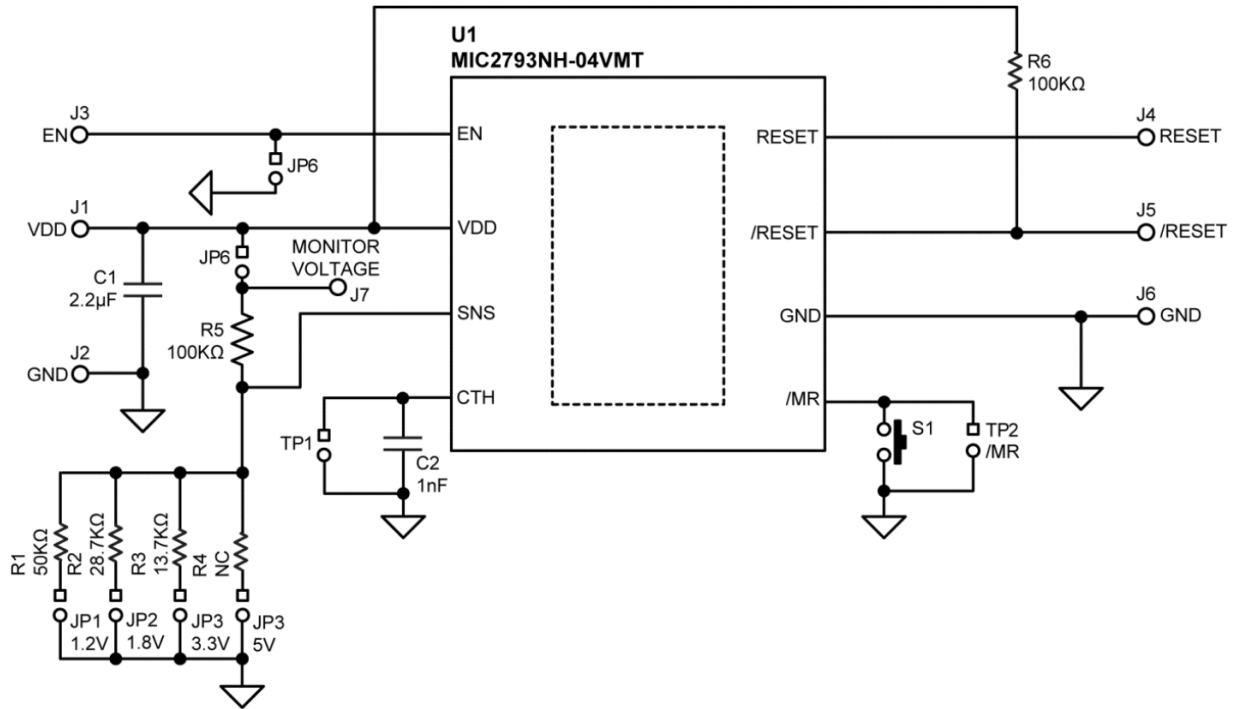 U1
MIC2793NH-04VMT
R6
100KΩ
J3
EN
EN
RESET
J4
RESET
JP6
J1
VDD
VDD
/RESET
J5
/RESET
JP6
MONITOR
VOLTAGE
J7
C1
2.2µF
SNS
GND
J6
GND
R5
100KΩ
J2
GND
CTH
/MR
TP1
C2
1nF
S1
TP2
/MR
R1
50KΩ
R2
28.7KΩ
R3
13.7KΩ
R4
NC
JP1
1.2V
JP2
1.8V
JP3
3.3V
JP3
5V